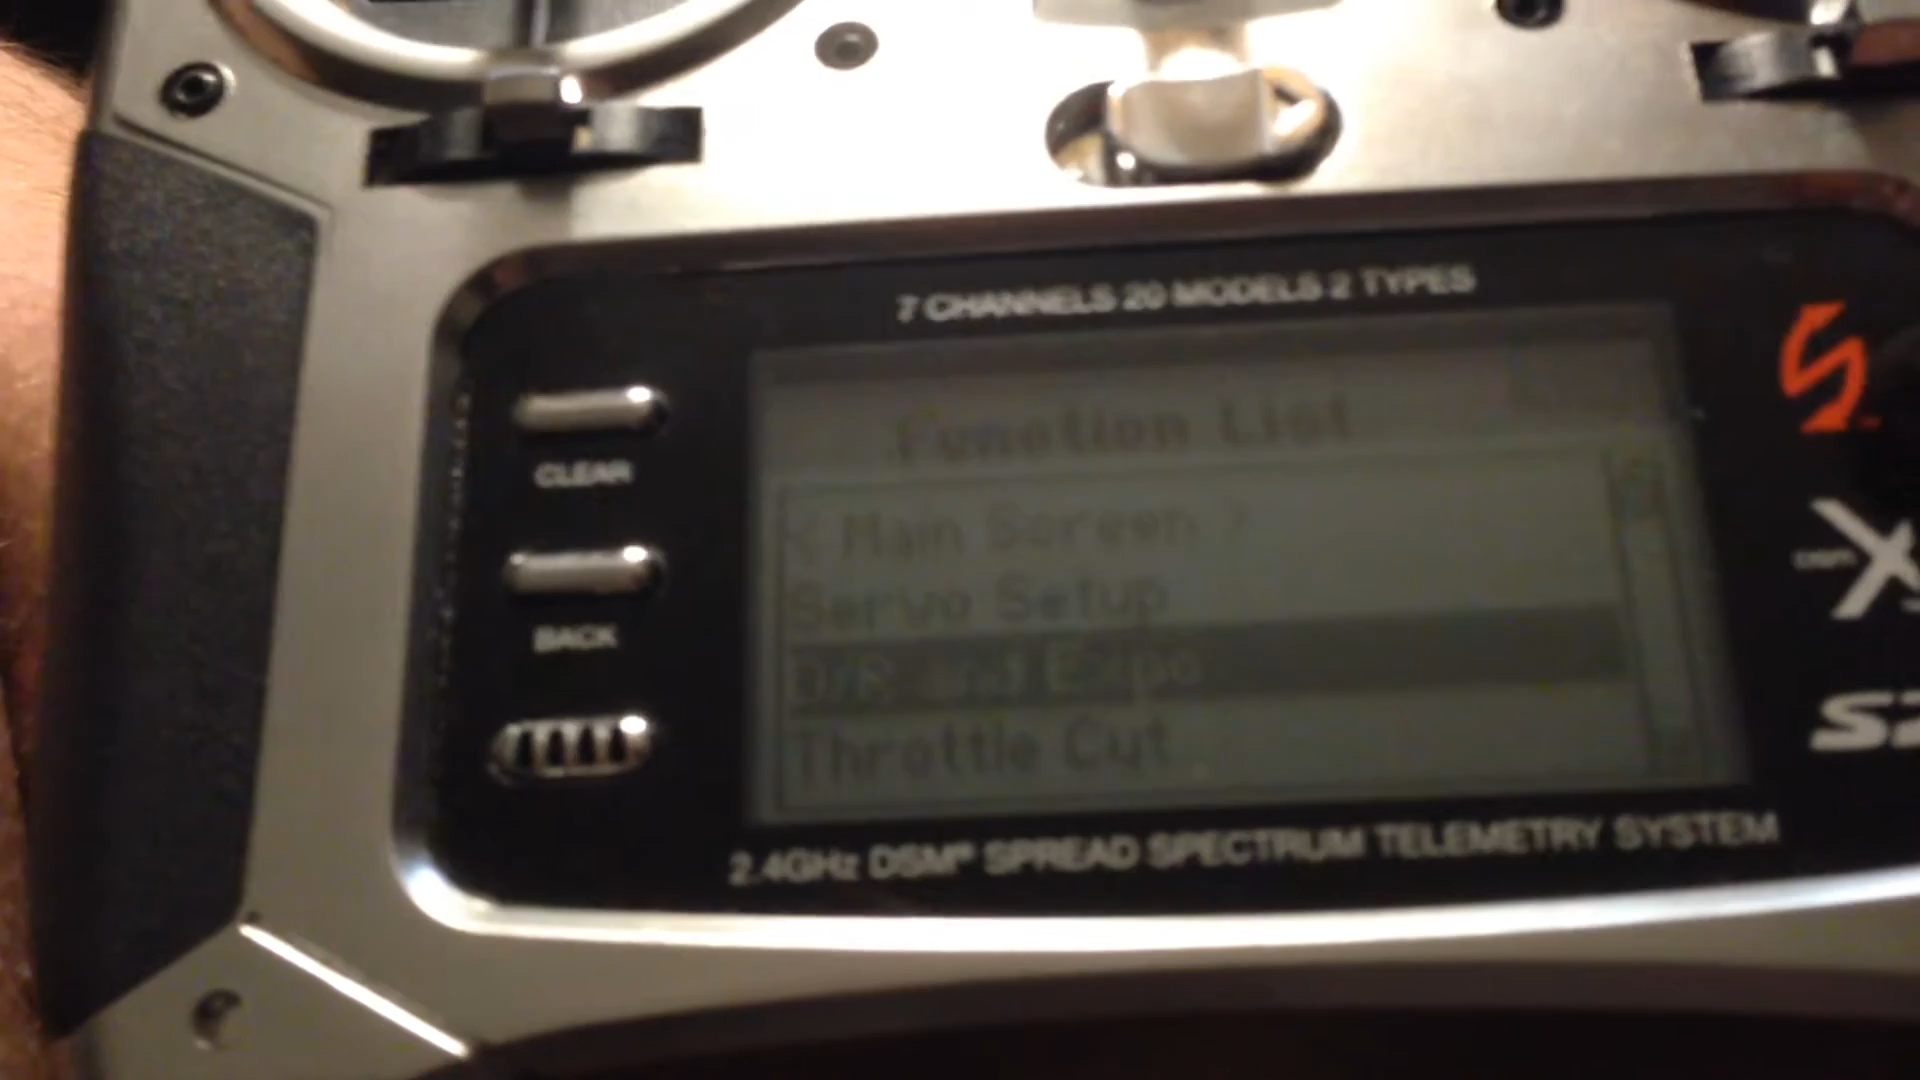 7 CHANNELS 20 MODELS 2 TYPES
Function List
< Main Screen >
Servo Setup
D/R and Expo
Throttle Cut
CLEAR
BACK
DSM X
2.4GHz DSM® SPREAD SPECTRUM TELEMETRY SYSTEM